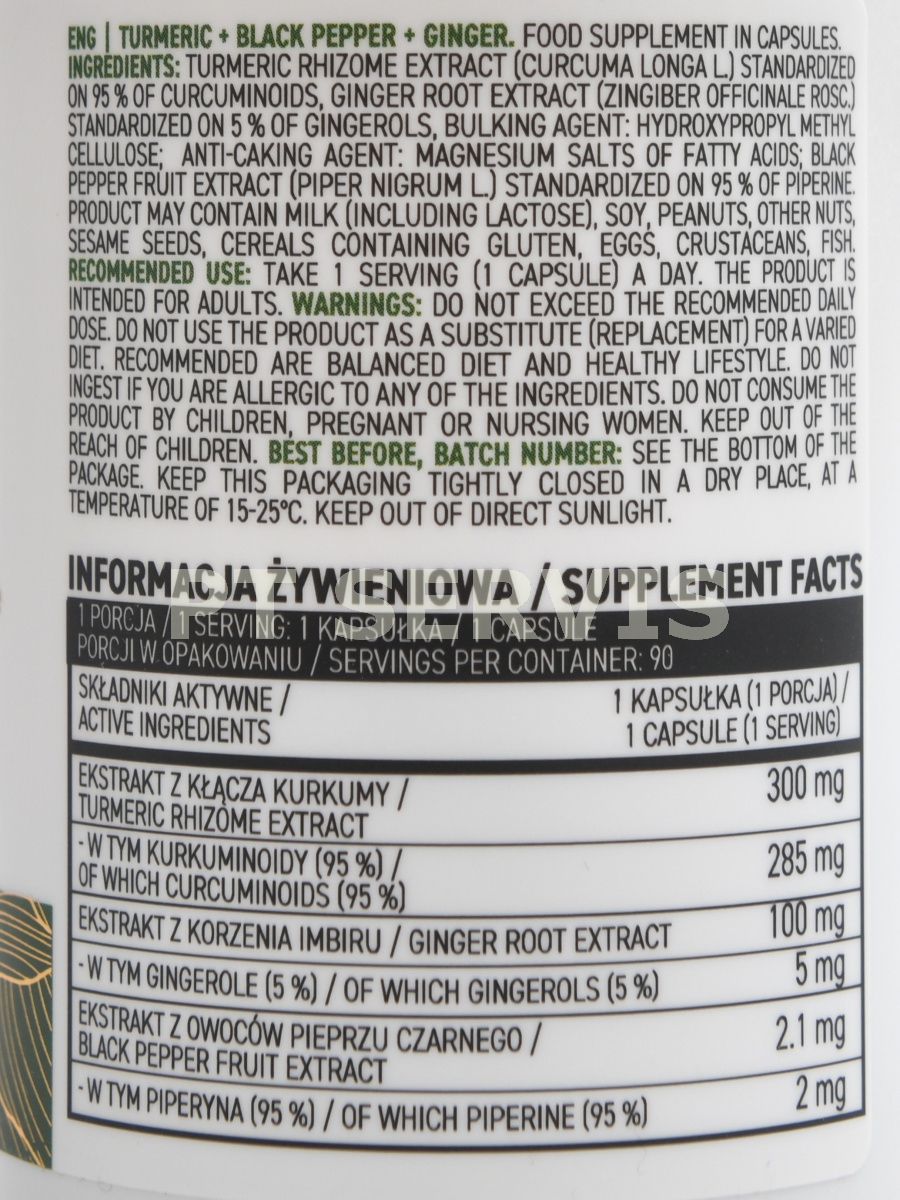 ENG | TURMERIC + BLACK PEPPER + GINGER. FOOD SUPPLEMENT IN CAPSULES.
INGREDIENTS: TURMERIC RHIZOME EXTRACT (CURCUMA LONGA L.) STANDARDIZED
ON 95 % OF CURCUMINOIDS, GINGER ROOT EXTRACT (ZINGIBER OFFICINALE ROSC.)
STANDARDIZED ON 5 % OF GINGEROLS, BULKING AGENT: HYDROXYPROPYL METHYL
CELLULOSE; ANTI-CAKING AGENT: MAGNESIUM SALTS OF FATTY ACIDS; BLACK
PEPPER FRUIT EXTRACT (PIPER NIGRUM L.) STANDARDIZED ON 95 % OF PIPERINE.
PRODUCT MAY CONTAIN MILK (INCLUDING LACTOSE), SOY, PEANUTS, OTHER NUTS,
SESAME SEEDS, CEREALS CONTAINING GLUTEN, EGGS, CRUSTACEANS, FISH.
RECOMMENDED USE: TAKE 1 SERVING (1 CAPSULE) A DAY. THE PRODUCT IS
INTENDED FOR ADULTS. WARNINGS: DO NOT EXCEED THE RECOMMENDED DAILY
DOSE. DO NOT USE THE PRODUCT AS A SUBSTITUTE (REPLACEMENT) FOR A VARIED
DIET. RECOMMENDED ARE BALANCED DIET AND HEALTHY LIFESTYLE. DO NOT
INGEST IF YOU ARE ALLERGIC TO ANY OF THE INGREDIENTS. DO NOT CONSUME THE
PRODUCT BY CHILDREN, PREGNANT OR NURSING WOMEN. KEEP OUT OF THE
REACH OF CHILDREN. BEST BEFORE, BATCH NUMBER: SEE THE BOTTOM OF THE
PACKAGE. KEEP THIS PACKAGING TIGHTLY CLOSED IN A DRY PLACE, AT A
TEMPERATURE OF 15-25°C. KEEP OUT OF DIRECT SUNLIGHT.
INFORMACJA ŻYWIENIOWA / SUPPLEMENT FACTS
PT SERVIS
1 PORCJA / 1 SERVING: 1 KAPSUŁKA / 1 CAPSULE
PORCJI W OPAKOWANIU / SERVINGS PER CONTAINER: 90
SKŁADNIKI AKTYWNE / 1 KAPSUŁKA (1 PORCJA) /
ACTIVE INGREDIENTS 1 CAPSULE (1 SERVING)
EKSTRAKT Z KŁĄCZA KURKUMY / 300 mg
TURMERIC RHIZOME EXTRACT
- W TYM KURKUMINOIDY (95 %) / 285 mg
OF WHICH CURCUMINOIDS (95 %)
EKSTRAKT Z KORZENIA IMBIRU / GINGER ROOT EXTRACT 100 mg
- W TYM GINGEROLE (5 %) / OF WHICH GINGEROLS (5 %) 5 mg
EKSTRAKT Z OWOCÓW PIEPRZU CZARNEGO / 2.1 mg
BLACK PEPPER FRUIT EXTRACT
- W TYM PIPERYNA (95 %) / OF WHICH PIPERINE (95 %) 2 mg